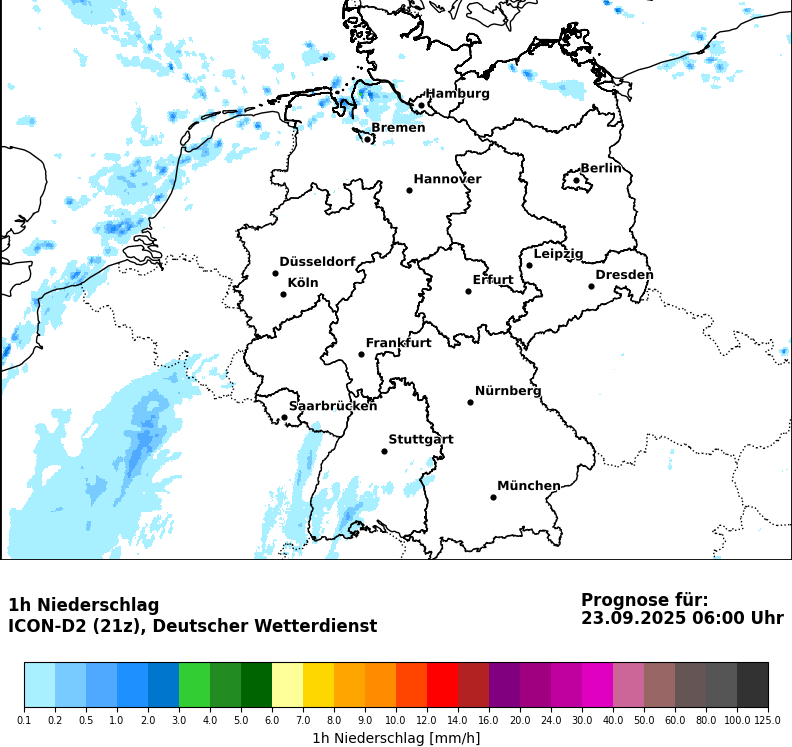 Hamburg
Bremen
Berlin
Hannover
Leipzig
Düsseldorf
Dresden
Erfurt
Köln
Frankfurt
Nürnberg
Saarbrücken
Stuttgart
München
1h Niederschlag
ICON-D2 (21z), Deutscher Wetterdienst
Prognose für:
23.09.2025 06:00 Uhr
0.1 0.2 0.5 1.0 2.0 3.0 4.0 5.0 6.0 7.0 8.0 9.0 10.0 12.0 14.0 16.0 20.0 24.0 30.0 40.0 50.0 60.0 80.0 100.0 125.0
1h Niederschlag [mm/h]